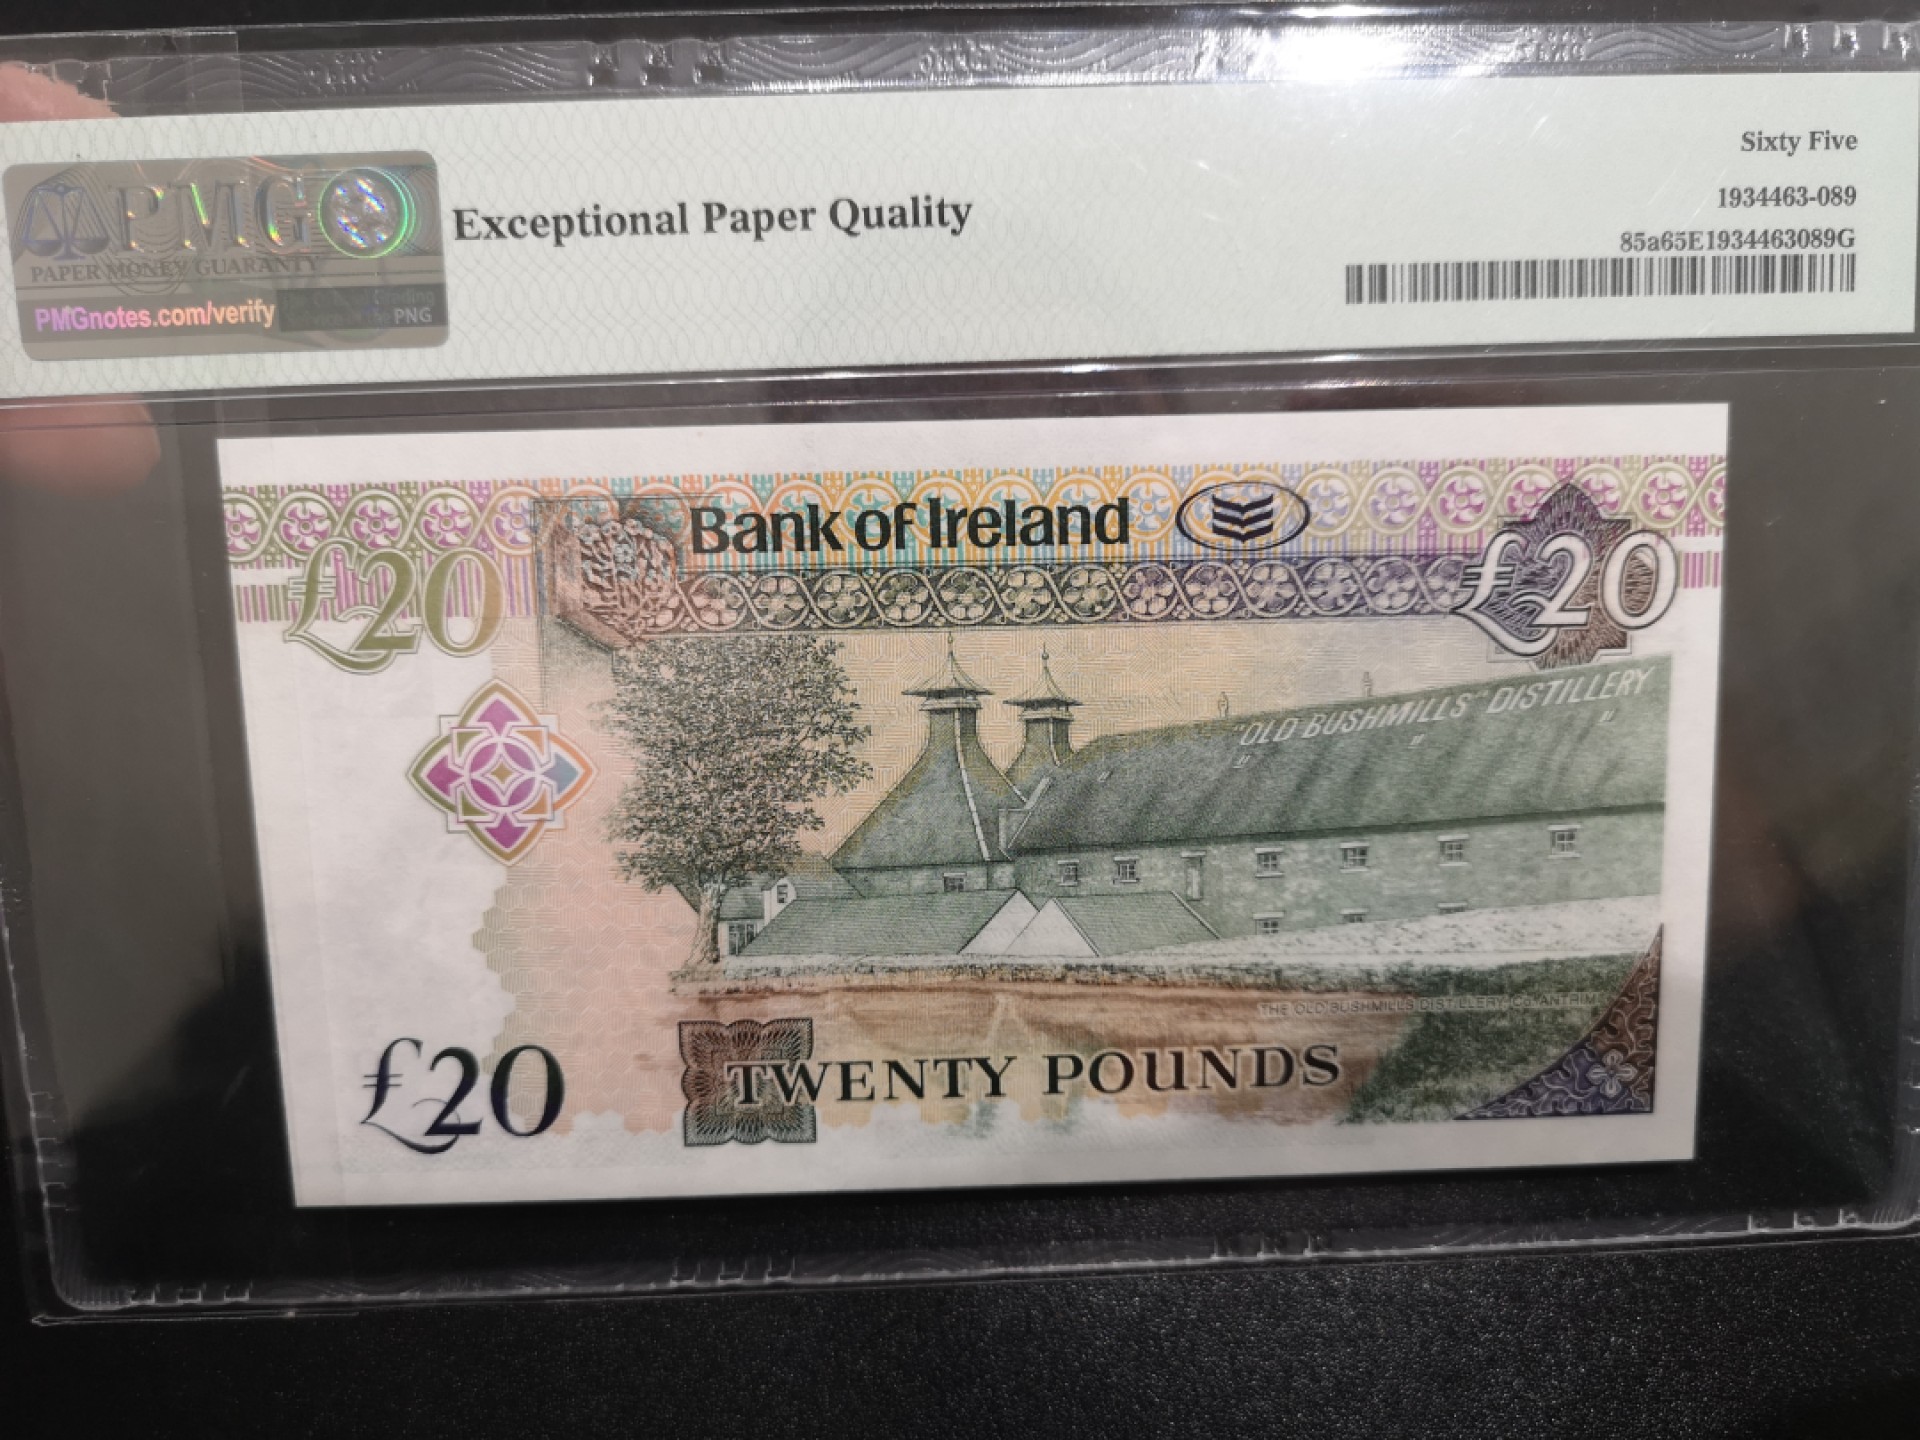 Sixty Five
1934463-089
85a65E1934463089G
PMG
Exceptional Paper Quality
PAPER MONEY GUARANTY
PMGnotes.com/verify
Bank of Ireland
£20
£20
"OLD BUSHMILLS" DISTILLERY
THE OLD BUSHMILLS DISTILLERY, Co. ANTRIM
£20
TWENTY POUNDS